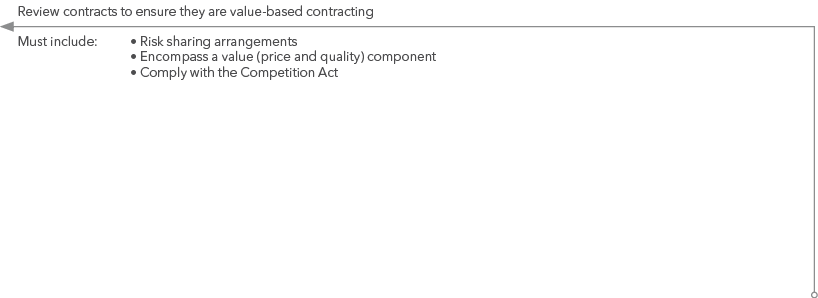 Review contracts to ensure they are value-based contracting
Must include: • Risk sharing arrangements
• Encompass a value (price and quality) component
• Comply with the Competition Act